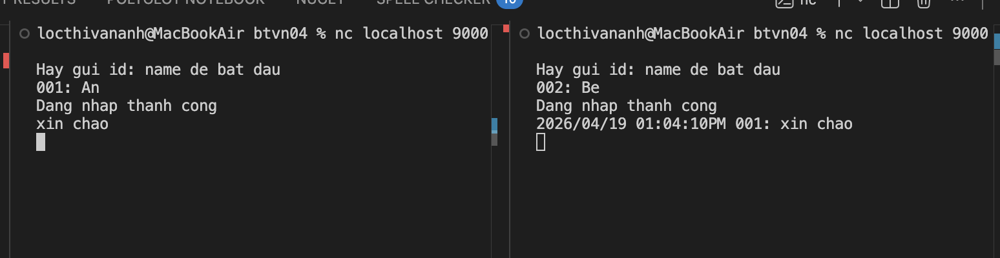 RESULTS POLYGLOT NOTEBOOK NUGET SPELL CHECKER 10 nc
locthivananh@MacBookAir btvn04 % nc localhost 9000
Hay gui id: name de bat dau
001: An
Dang nhap thanh cong
xin chao
locthivananh@MacBookAir btvn04 % nc localhost 9000
Hay gui id: name de bat dau
002: Be
Dang nhap thanh cong
2026/04/19 01:04:10PM 001: xin chao